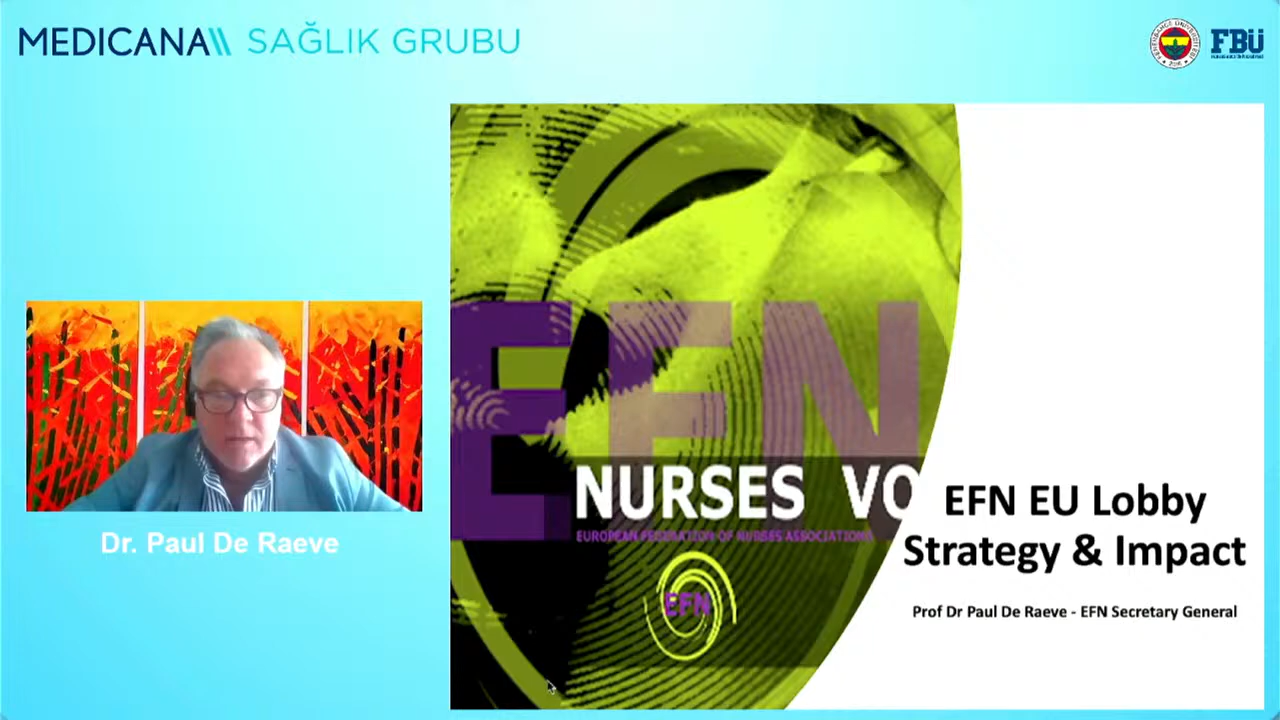 MEDICANA\\ SAĞLIK GRUBU
FBÜ
EFN
NURSES VO
EUROPEAN FEDERATION OF NURSES ASSOCIATIONS
EFN
EFN EU Lobby
Strategy & Impact
Prof Dr Paul De Raeve - EFN Secretary General
Dr. Paul De Raeve